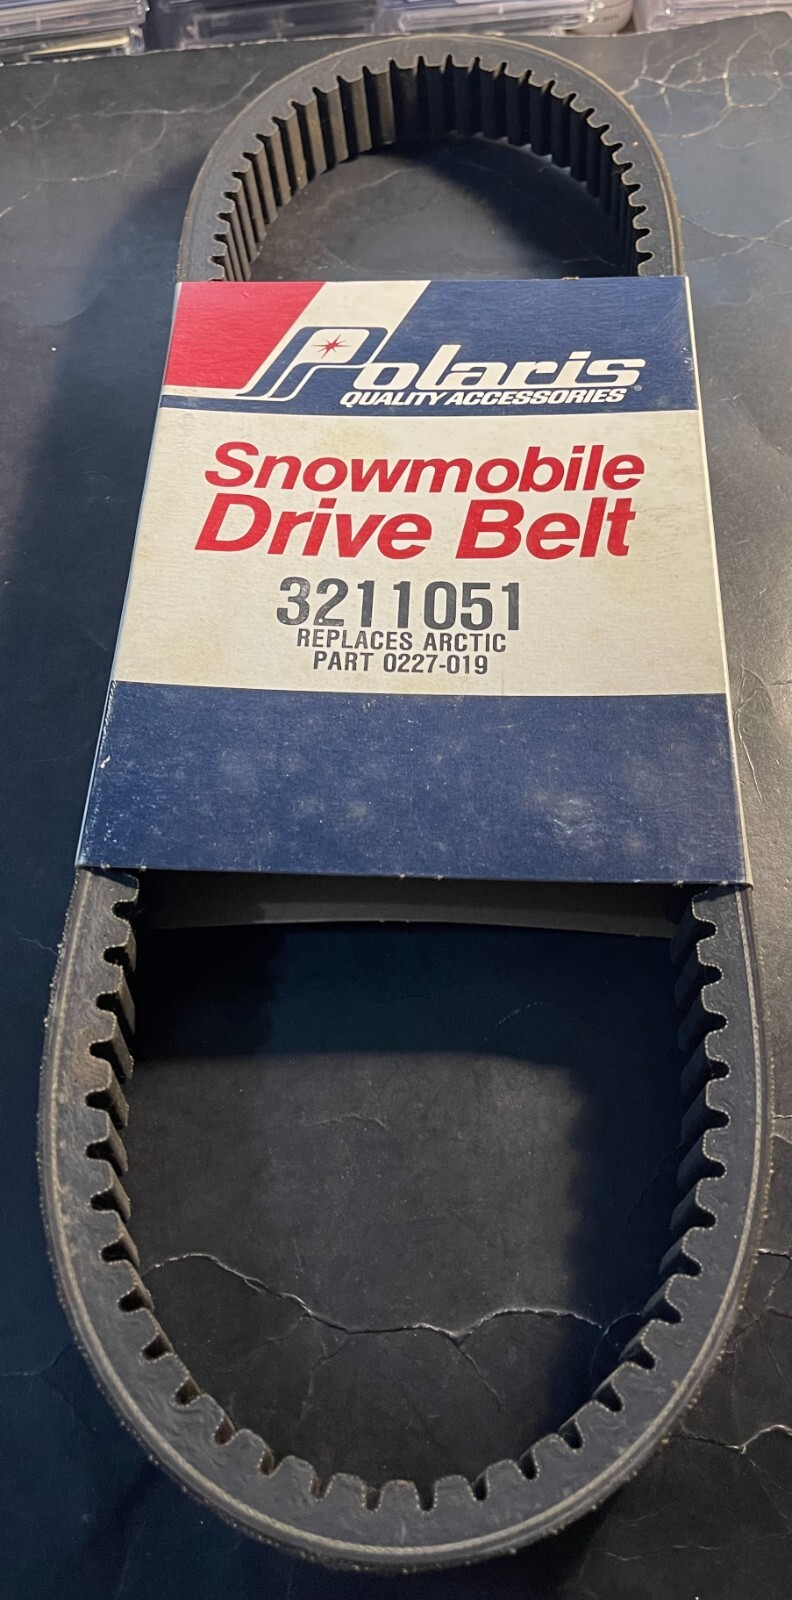 Polaris®
QUALITY ACCESSORIES
Snowmobile
Drive Belt
3211051
REPLACES ARCTIC
PART 0227-019